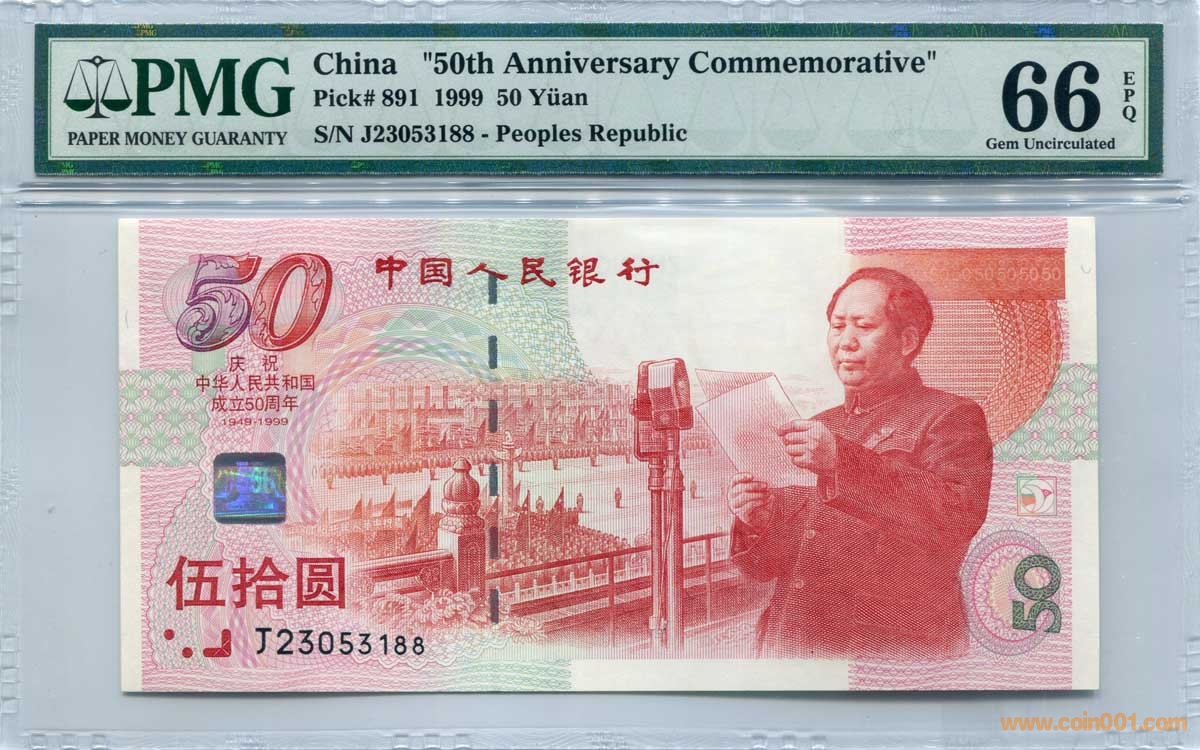 PMG
PAPER MONEY GUARANTY
China "50th Anniversary Commemorative"
Pick# 891 1999 50 Yüan
S/N J23053188 - Peoples Republic
66
EPQ
Gem Uncirculated
50
中国人民银行
庆祝
中华人民共和国
成立50周年
1949-1999
伍拾圆
J23053188
50
www.coin001.com